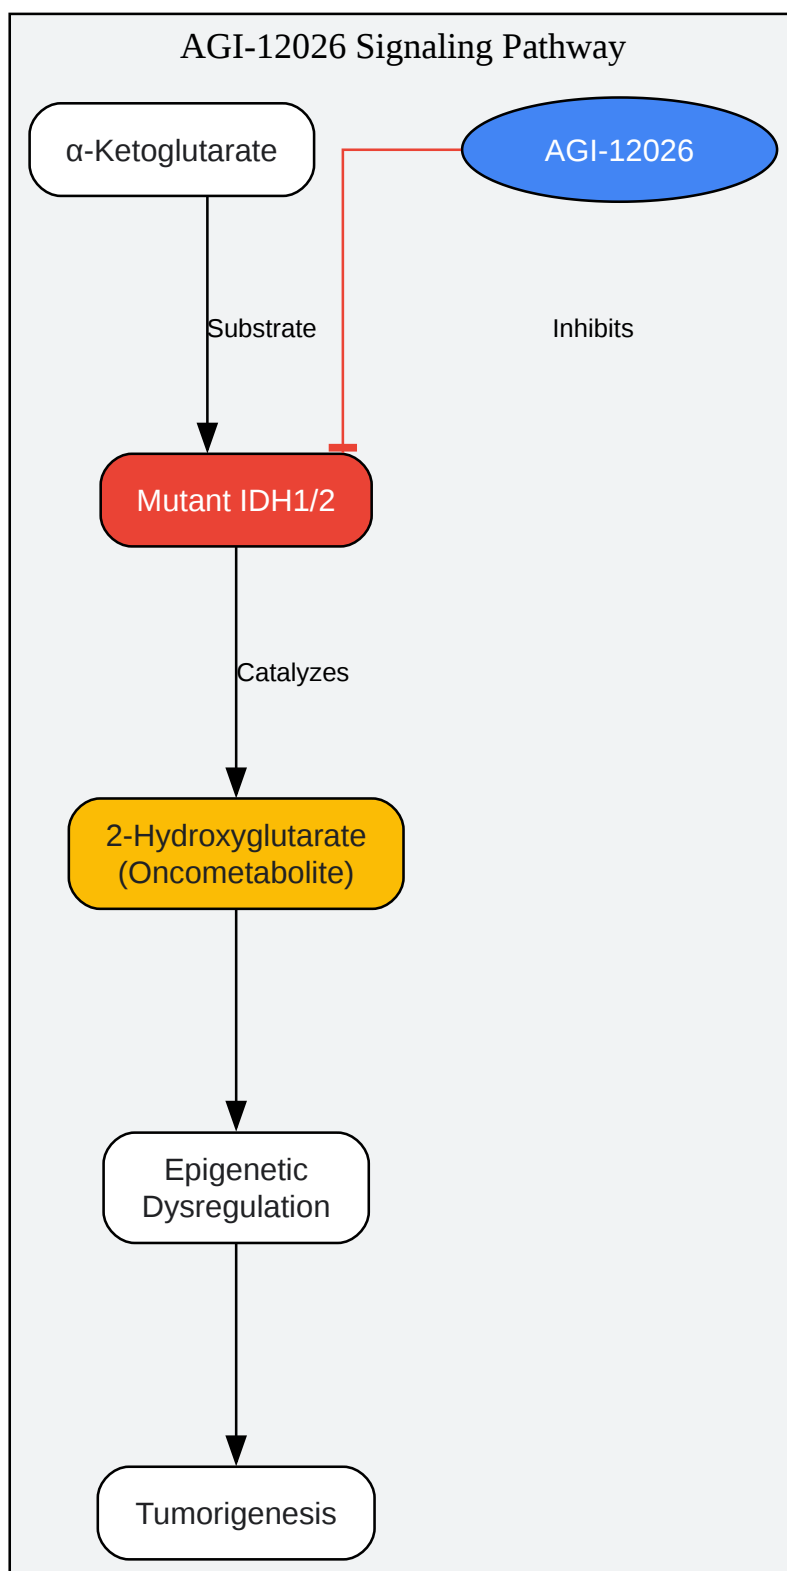 AGI-12026 Signaling Pathway
α-Ketoglutarate
AGI-12026
Substrate
Inhibits
Mutant IDH1/2
Catalyzes
2-Hydroxyglutarate
(Oncometabolite)
Epigenetic
Dysregulation
Tumorigenesis